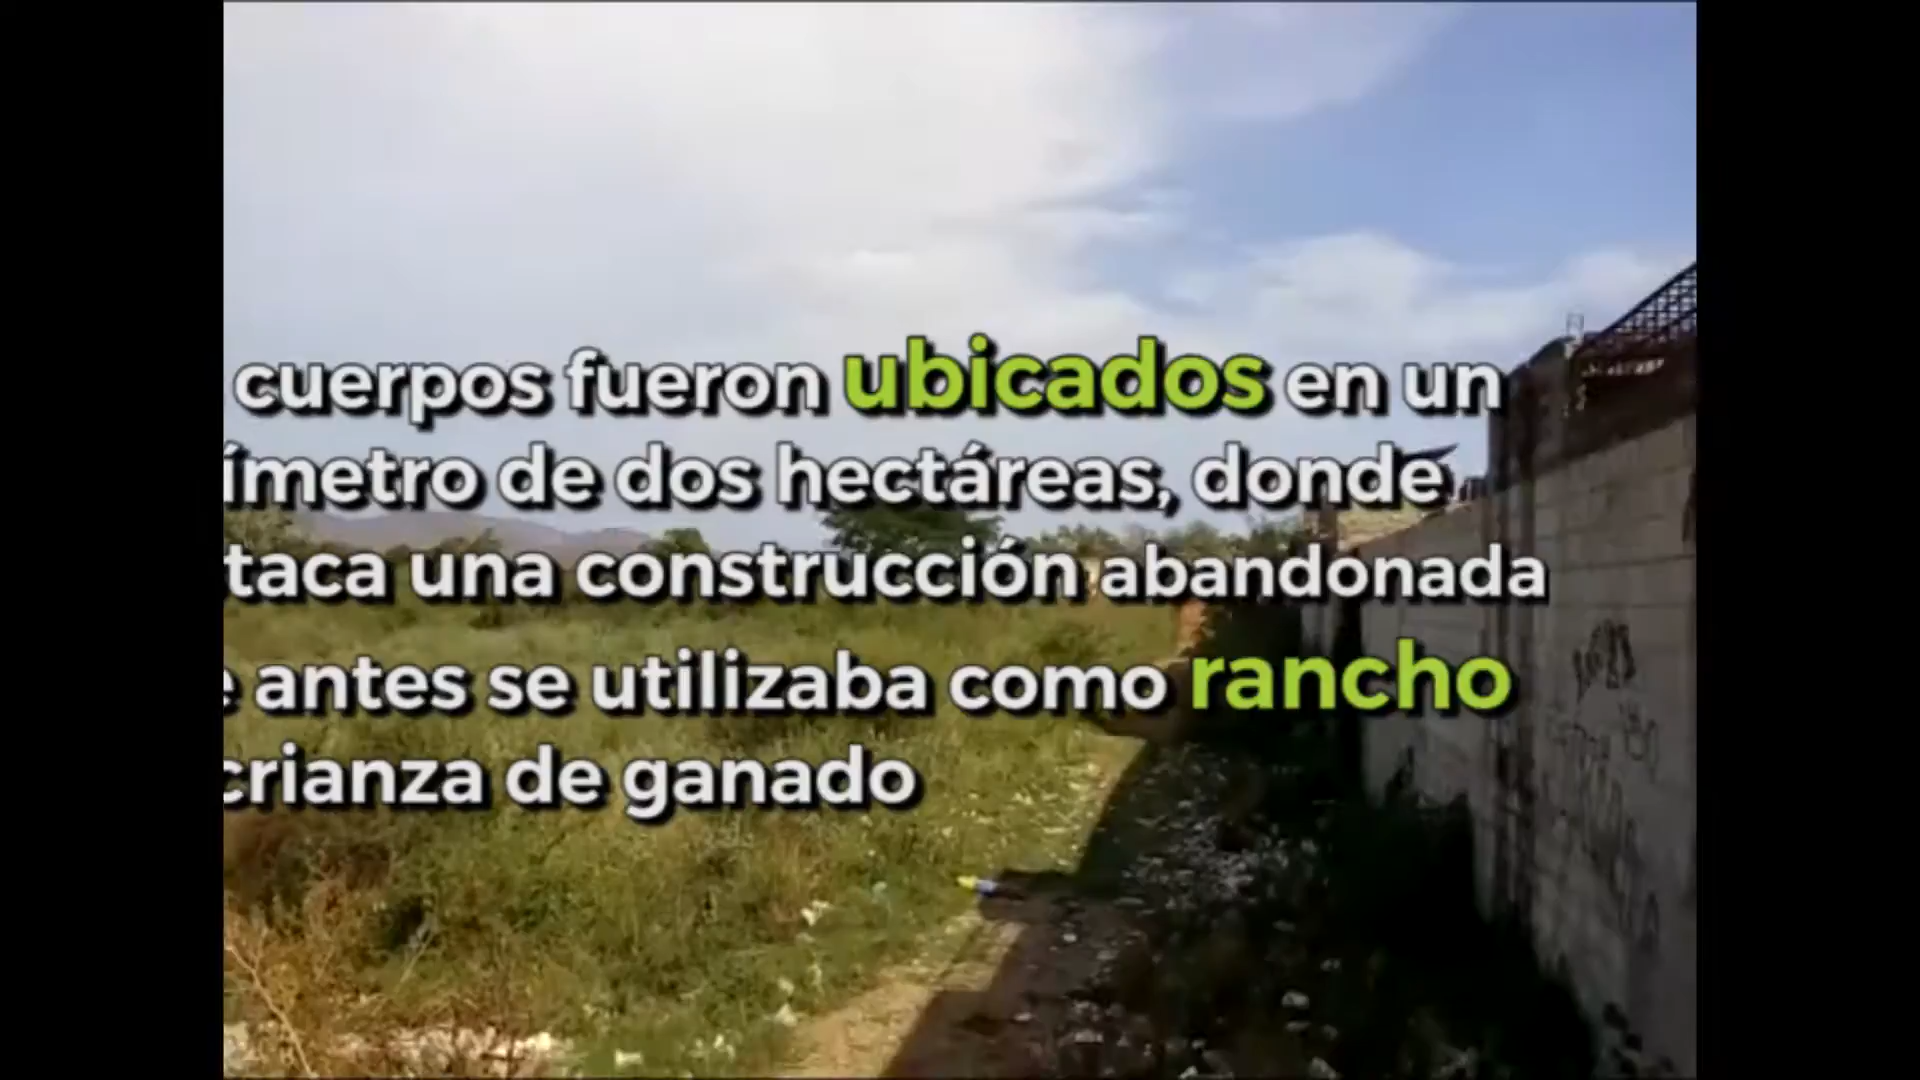 cuerpos fueron ubicados en un
ímetro de dos hectáreas, donde
taca una construcción abandonada
e antes se utilizaba como rancho
crianza de ganado